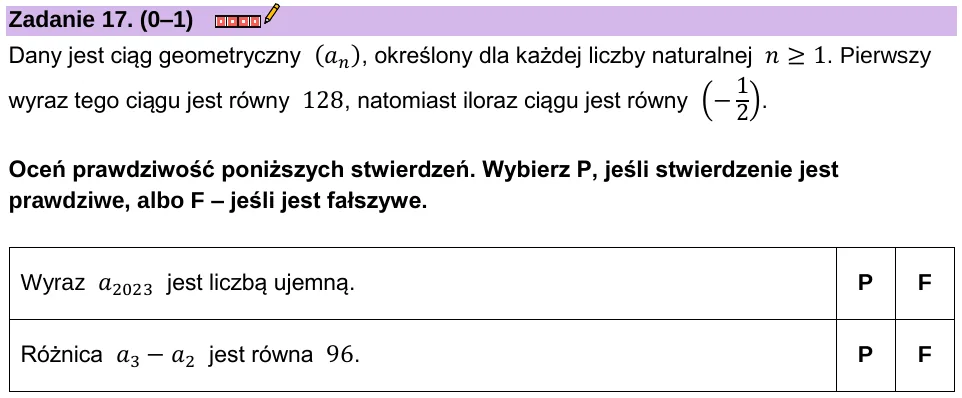 Zadanie 17. (0–1)
Dany jest ciąg geometryczny (aₙ), określony dla każdej liczby naturalnej n ≥ 1. Pierwszy
wyraz tego ciągu jest równy 128, natomiast iloraz ciągu jest równy (−1/2).
Oceń prawdziwość poniższych stwierdzeń. Wybierz P, jeśli stwierdzenie jest
prawdziwe, albo F – jeśli jest fałszywe.
Wyraz a₂₀₂₃ jest liczbą ujemną. P F
Różnica a₃ − a₂ jest równa 96. P F